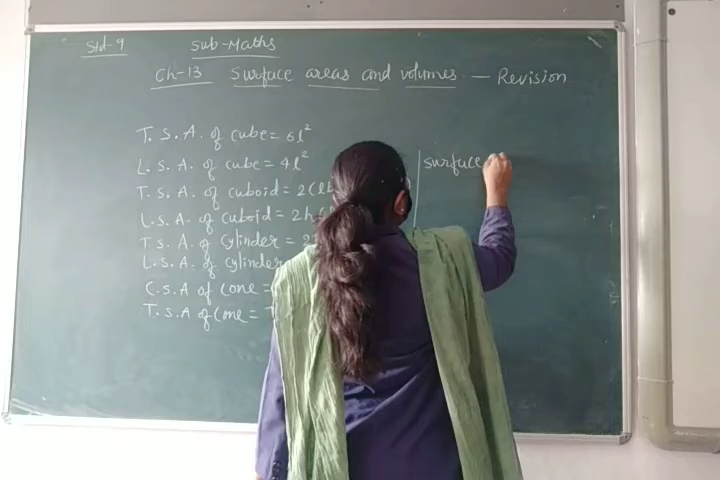 Std-9
Sub-Maths
Ch-13 Surface areas and volumes — Revision
T. S. A. of cube = 6l²
L. S. A. of cube = 4l²
T. S. A. of cuboid = 2(lb
L. S. A. of cuboid = 2h(
T. S. A. of cylinder = 2
L. S. A. of cylinder
C. S. A of cone =
T. S. A of Cone =
surface